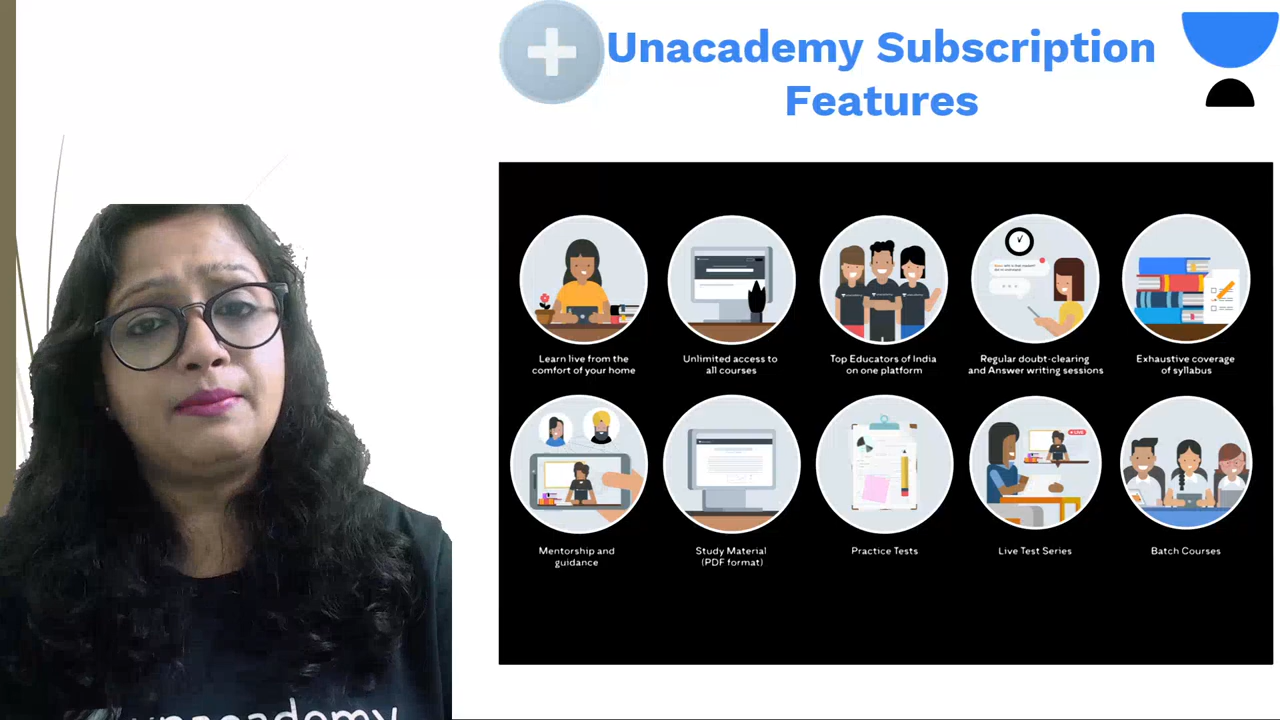 Unacademy Subscription
Features
Learn live from the
comfort of your home
Unlimited access to
all courses
Top Educators of India
on one platform
Regular doubt-clearing
and Answer writing sessions
Exhaustive coverage
of syllabus
Mentorship and
guidance
Study Material
(PDF format)
Practice Tests
LIVE
Live Test Series
Batch Courses
unacademy